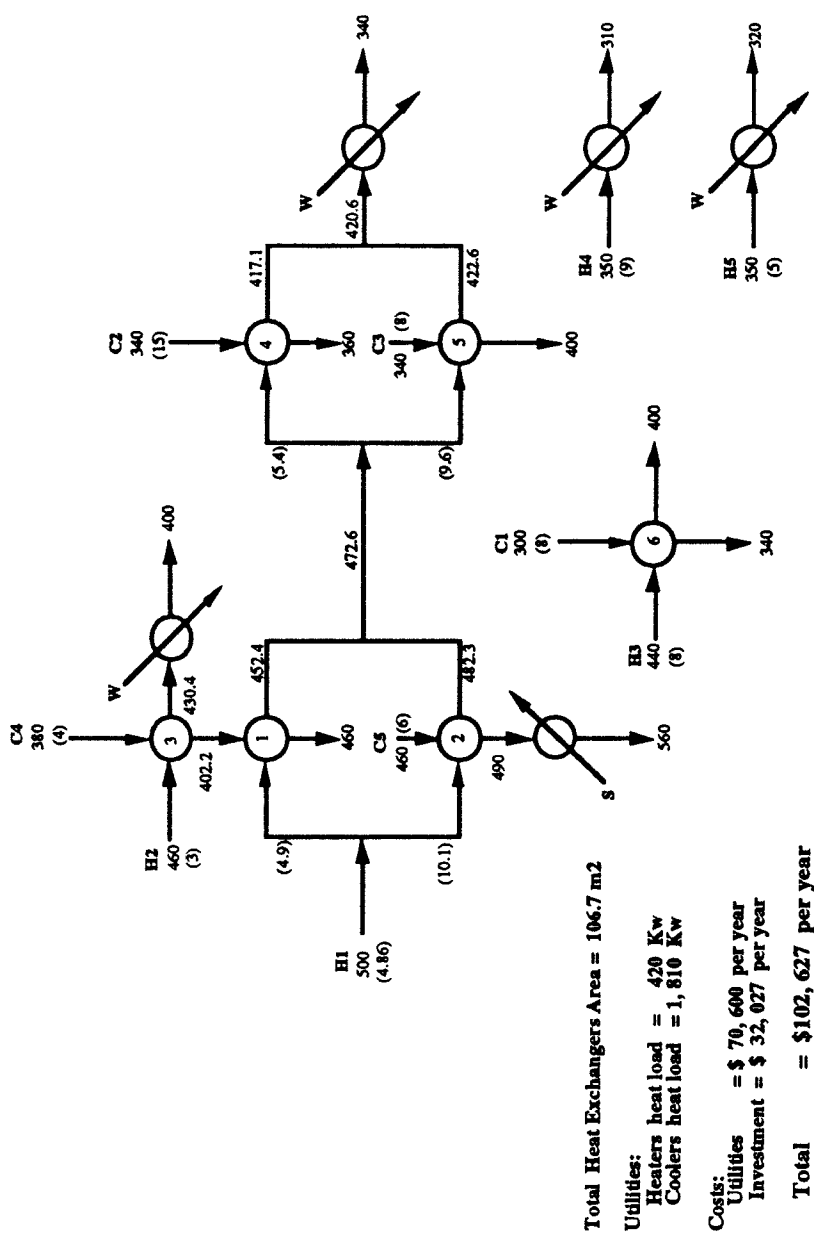 H1
500
(4.86)
(4.9)
(10.1)
H2
460
(3)
C4
380
(4)
3
402.2
430.4
W
400
1
452.4
460
C5
460
(6)
2
482.3
490
S
560
472.6
(5.4)
(9.6)
C2
340
(15)
4
417.1
360
C3
340
(8)
5
422.6
400
420.6
W
340
H3
440
(8)
C1
300
(8)
6
400
340
H4
350
(9)
W
310
H5
350
(5)
W
320
Total Heat Exchangers Area = 106.7 m2
Utilities:
Heaters heat load = 420 Kw
Coolers heat load = 1, 810 Kw
Costs:
Utilities = $ 70, 600 per year
Investment = $ 32, 027 per year
Total = $102, 627 per year